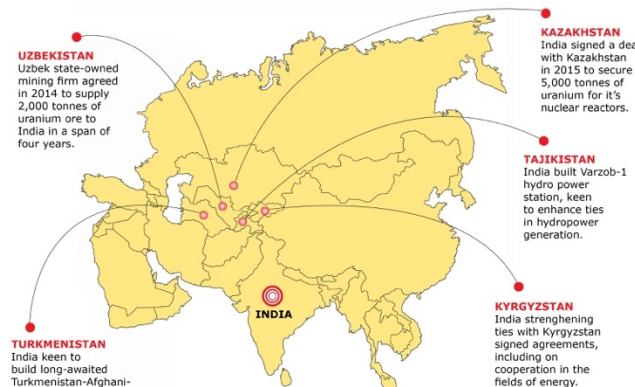 UZBEKISTAN
Uzbek state-owned
mining firm agreed
in 2014 to supply
2,000 tonnes of
uranium ore to
India in a span of
four years.
KAZAKHSTAN
India signed a dea
with Kazakhstan
in 2015 to secure
5,000 tonnes of
uranium for it's
nuclear reactors.
TAJIKISTAN
India built Varzob-1
hydro power
station, keen
to enhance ties
in hydropower
generation.
KYRGYZSTAN
India strenghening
ties with Kyrgyzstan
signed agreements,
including on
cooperation in the
fields of energy.
INDIA
TURKMENISTAN
India keen to
build long-awaited
Turkmenistan-Afghani-